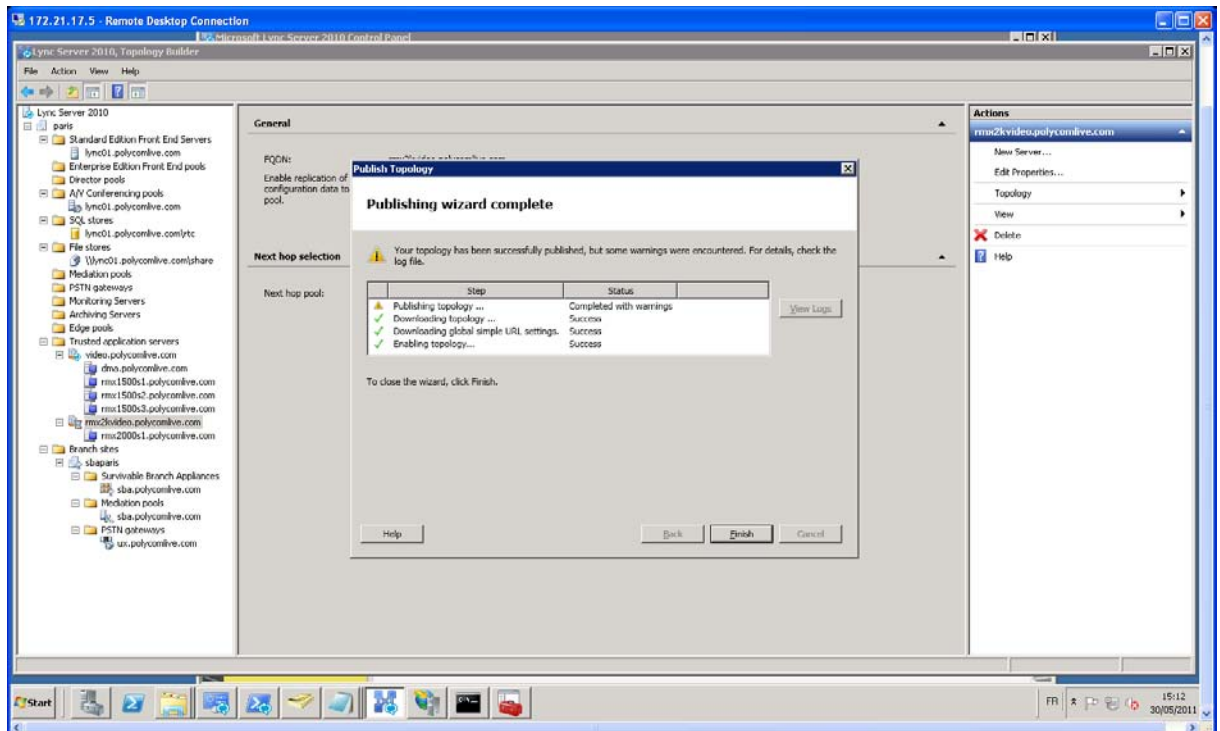 172.21.17.5 - Remote Desktop Connection
Microsoft Lync Server 2010 Control Panel
Lync Server 2010, Topology Builder
File Action View Help
Lync Server 2010
paris
Standard Edition Front End Servers
lync01.polycomlive.com
Enterprise Edition Front End pools
Director pools
A/V Conferencing pools
lync01.polycomlive.com
SQL stores
lync01.polycomlive.com\rtc
File stores
\\lync01.polycomlive.com\share
Mediation pools
PSTN gateways
Monitoring Servers
Archiving Servers
Edge pools
Trusted application servers
video.polycomlive.com
dma.polycomlive.com
rmx1500s1.polycomlive.com
rmx1500s2.polycomlive.com
rmx1500s3.polycomlive.com
rmx2kvideo.polycomlive.com
rmx2000s1.polycomlive.com
Branch sites
sbaparis
Survivable Branch Appliances
sba.polycomlive.com
Mediation pools
sba.polycomlive.com
PSTN gateways
ux.polycomlive.com
General
FQDN:
Enable replication of
configuration data to
pool.
Next hop selection
Next hop pool:
Publish Topology
Publishing wizard complete
Your topology has been successfully published, but some warnings were encountered. For details, check the
log file.
Step Status
Publishing topology ... Completed with warnings
Downloading topology ... Success
Downloading global simple URL settings. Success
Enabling topology... Success
View Logs
To close the wizard, click Finish.
Help Back Finish Cancel
Actions
rmx2kvideo.polycomlive.com
New Server...
Edit Properties...
Topology
View
Delete
Help
Start
FR
15:12
30/05/2011